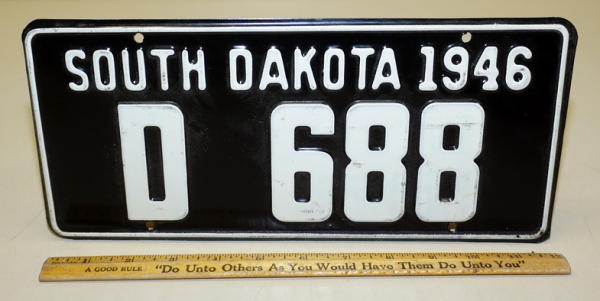 SOUTH DAKOTA 1946
D 688
A GOOD RULE "Do Unto Others As You Would Have Them Do Unto You"